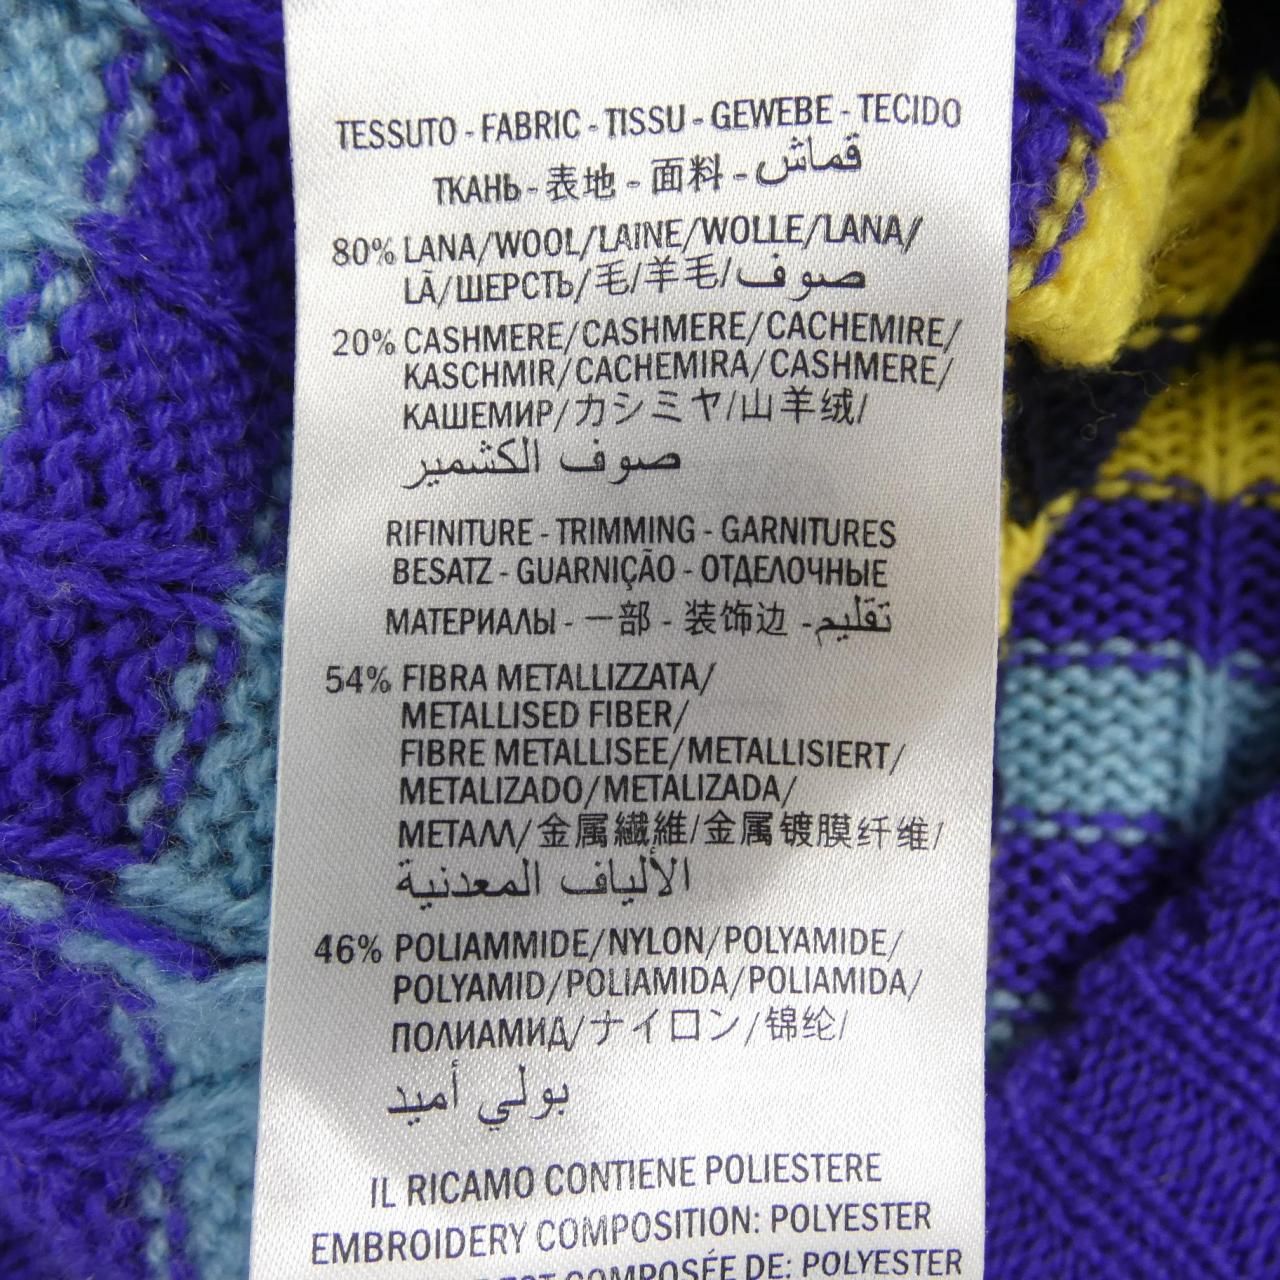 TESSUTO - FABRIC - TISSU - GEWEBE - TECIDO
ТКАНЬ - 表地 - 面料 - قماش
80% LANA/WOOL/LAINE/WOLLE/LANA/
LÃ/ШЕРСТЬ/毛/羊毛/صوف
20% CASHMERE/CASHMERE/CACHEMIRE/
KASCHMIR/CACHEMIRA/CASHMERE/
КАШЕМИР/カシミヤ/山羊绒/
صوف الكشمير
RIFINITURE - TRIMMING - GARNITURES
BESATZ - GUARNIÇÃO - ОТДЕЛОЧНЫЕ
МАТЕРИАЛЫ - 一部 - 装饰边 - تقليم
54% FIBRA METALLIZZATA/
METALLISED FIBER/
FIBRE METALLISEE/METALLISIERT/
METALIZADO/METALIZADA/
МЕТАЛЛ/金属繊維/金属镀膜纤维/
الألياف المعدنية
46% POLIAMMIDE/NYLON/POLYAMIDE/
POLYAMID/POLIAMIDA/POLIAMIDA/
ПОЛИАМИД/ナイロン/锦纶/
بولي أميد
IL RICAMO CONTIENE POLIESTERE
EMBROIDERY COMPOSITION: POLYESTER
EST COMPOSÉE DE: POLYESTER